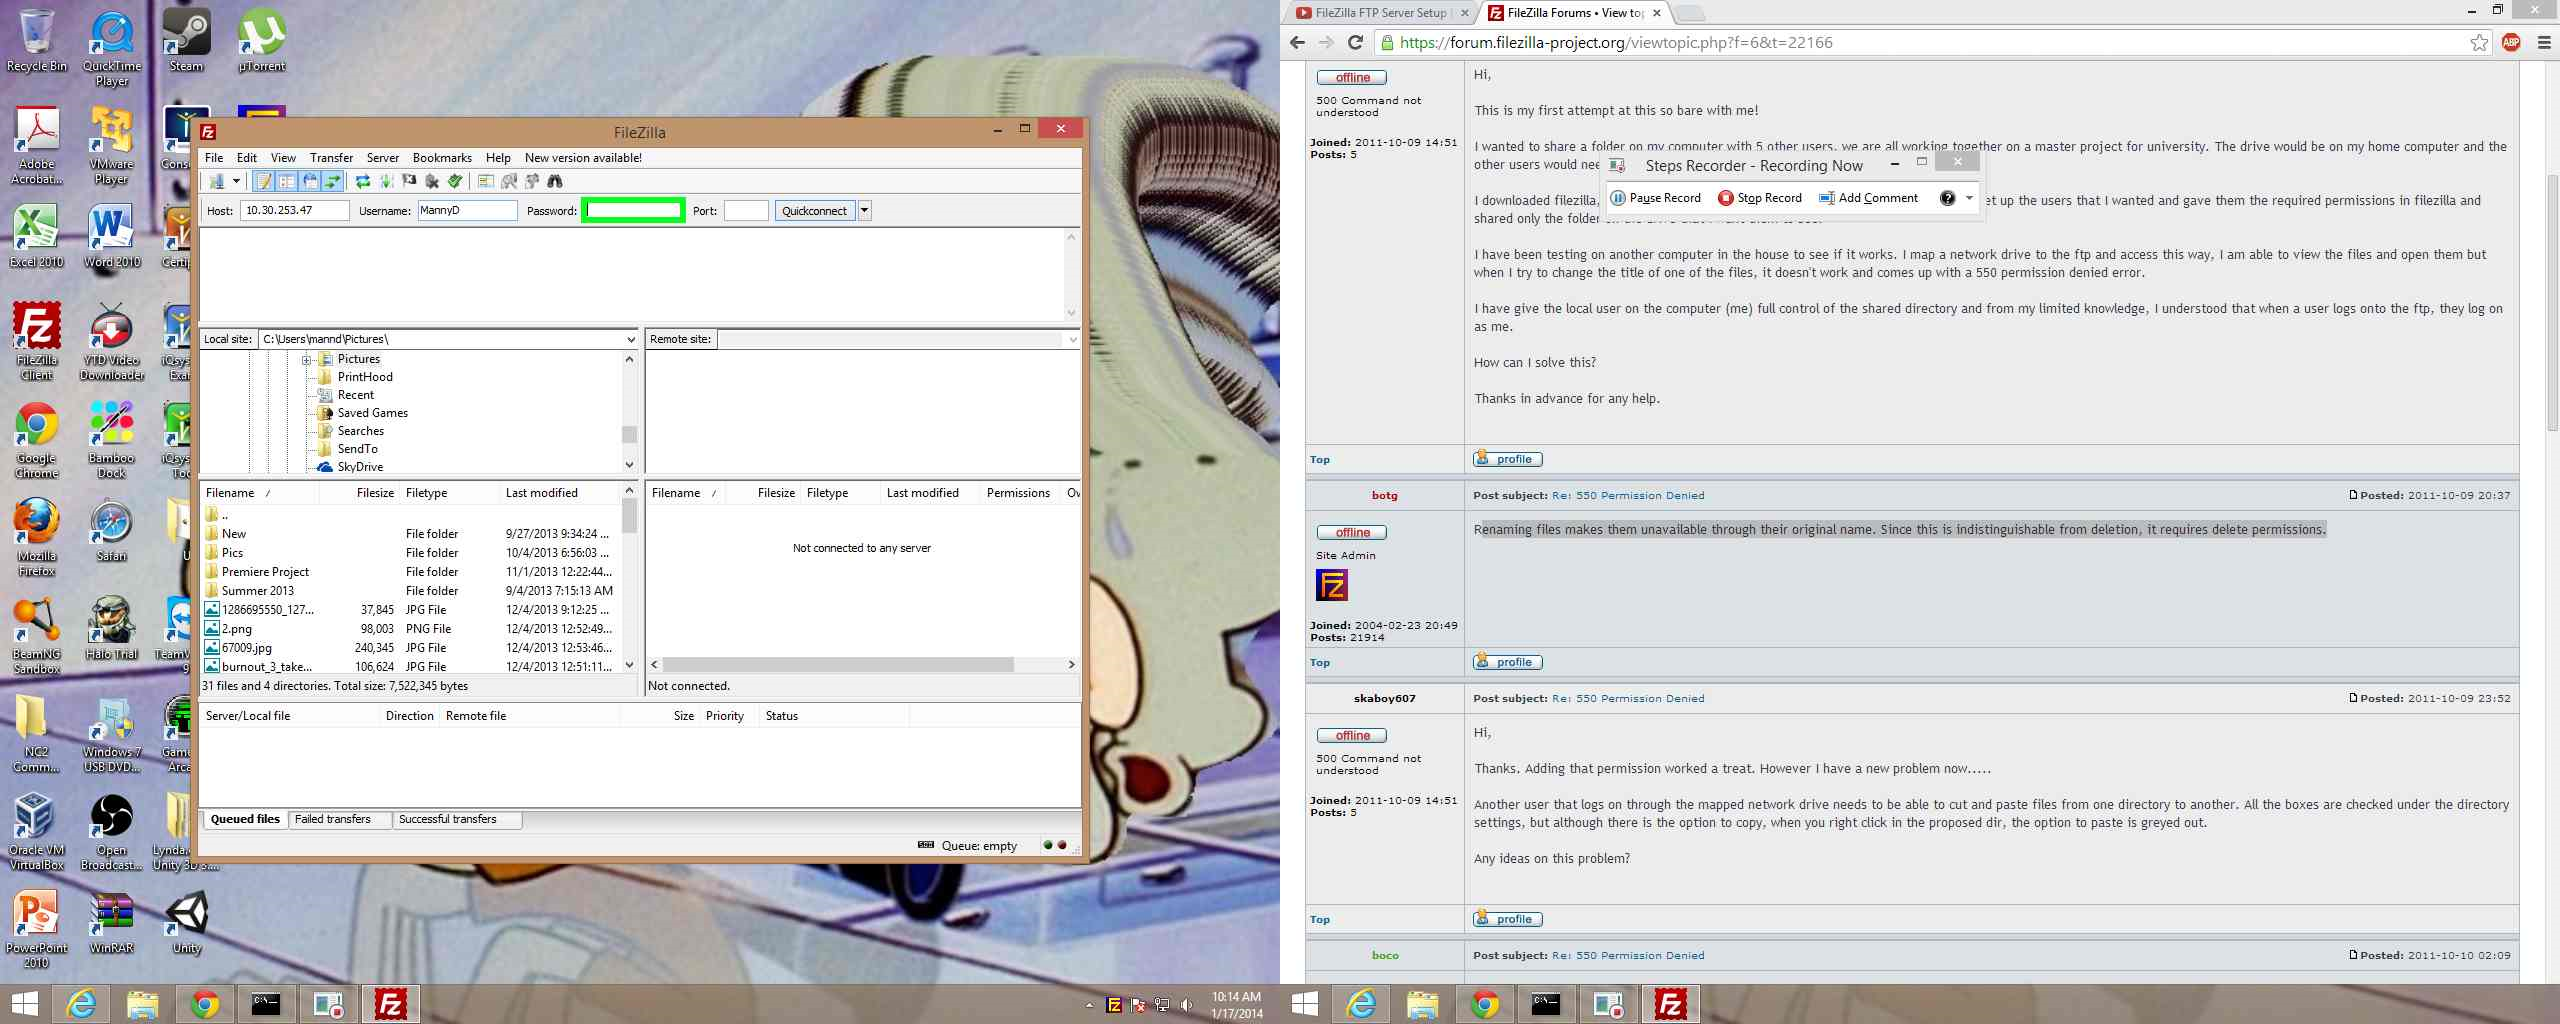 Recycle Bin
QuickTime Player
Steam
µTorrent
Adobe Acrobat...
VMware Player
Excel 2010
Word 2010
FileZilla Client
YTD Video Downloader
Google Chrome
Bamboo Dock
Mozilla Firefox
Safari
BeamNG Sandbox
Halo Trial
NC2 Comm...
Windows 7 USB DVD...
Oracle VM VirtualBox
Open Broadcast...
Lynda.c... Unity 3D 3....
PowerPoint 2010
WinRAR
Unity
FileZilla
File Edit View Transfer Server Bookmarks Help New version available!
Host: 10.30.253.47 Username: MannyD Password: Port: Quickconnect
Local site: C:\Users\mannd\Pictures\
Pictures
PrintHood
Recent
Saved Games
Searches
SendTo
SkyDrive
Remote site:
Filename / Filesize Filetype Last modified
..
New File folder 9/27/2013 9:34:24 ...
Pics File folder 10/4/2013 6:56:03 ...
Premiere Project File folder 11/1/2013 12:22:44...
Summer 2013 File folder 9/4/2013 7:15:13 AM
1286695550_127... 37,845 JPG File 12/4/2013 9:12:25 ...
2.png 98,003 PNG File 12/4/2013 12:52:49...
67009.jpg 240,345 JPG File 12/4/2013 12:53:46...
burnout_3_take... 106,624 JPG File 12/4/2013 12:51:11...
31 files and 4 directories. Total size: 7,522,345 bytes
Filename / Filesize Filetype Last modified Permissions Ow
Not connected to any server
Not connected.
Server/Local file Direction Remote file Size Priority Status
Queued files Failed transfers Successful transfers
Queue: empty
10:14 AM
1/17/2014
FileZilla FTP Server Setup
FileZilla Forums • View top
https://forum.filezilla-project.org/viewtopic.php?f=6&t=22166
ABP
offline
500 Command not understood
Joined: 2011-10-09 14:51
Posts: 5
Hi,
This is my first attempt at this so bare with me!
I wanted to share a folder on my computer with 5 other users, we are all working together on a master project for university. The drive would be on my home computer and the
other users would nee
Steps Recorder - Recording Now
Pause Record Stop Record Add Comment
I downloaded filezilla, et up the users that I wanted and gave them the required permissions in filezilla and
shared only the folder
I have been testing on another computer in the house to see if it works. I map a network drive to the ftp and access this way, I am able to view the files and open them but
when I try to change the title of one of the files, it doesn't work and comes up with a 550 permission denied error.
I have give the local user on the computer (me) full control of the shared directory and from my limited knowledge, I understood that when a user logs onto the ftp, they log on
as me.
How can I solve this?
Thanks in advance for any help.
Top
profile
botg
Post subject: Re: 550 Permission Denied Posted: 2011-10-09 20:37
offline
Site Admin
Joined: 2004-02-23 20:49
Posts: 21914
Renaming files makes them unavailable through their original name. Since this is indistinguishable from deletion, it requires delete permissions.
Top
profile
skaboy607
Post subject: Re: 550 Permission Denied Posted: 2011-10-09 23:52
offline
500 Command not understood
Joined: 2011-10-09 14:51
Posts: 5
Hi,
Thanks. Adding that permission worked a treat. However I have a new problem now.....
Another user that logs on through the mapped network drive needs to be able to cut and paste files from one directory to another. All the boxes are checked under the directory
settings, but although there is the option to copy, when you right click in the proposed dir, the option to paste is greyed out.
Any ideas on this problem?
Top
profile
boco
Post subject: Re: 550 Permission Denied Posted: 2011-10-10 02:09